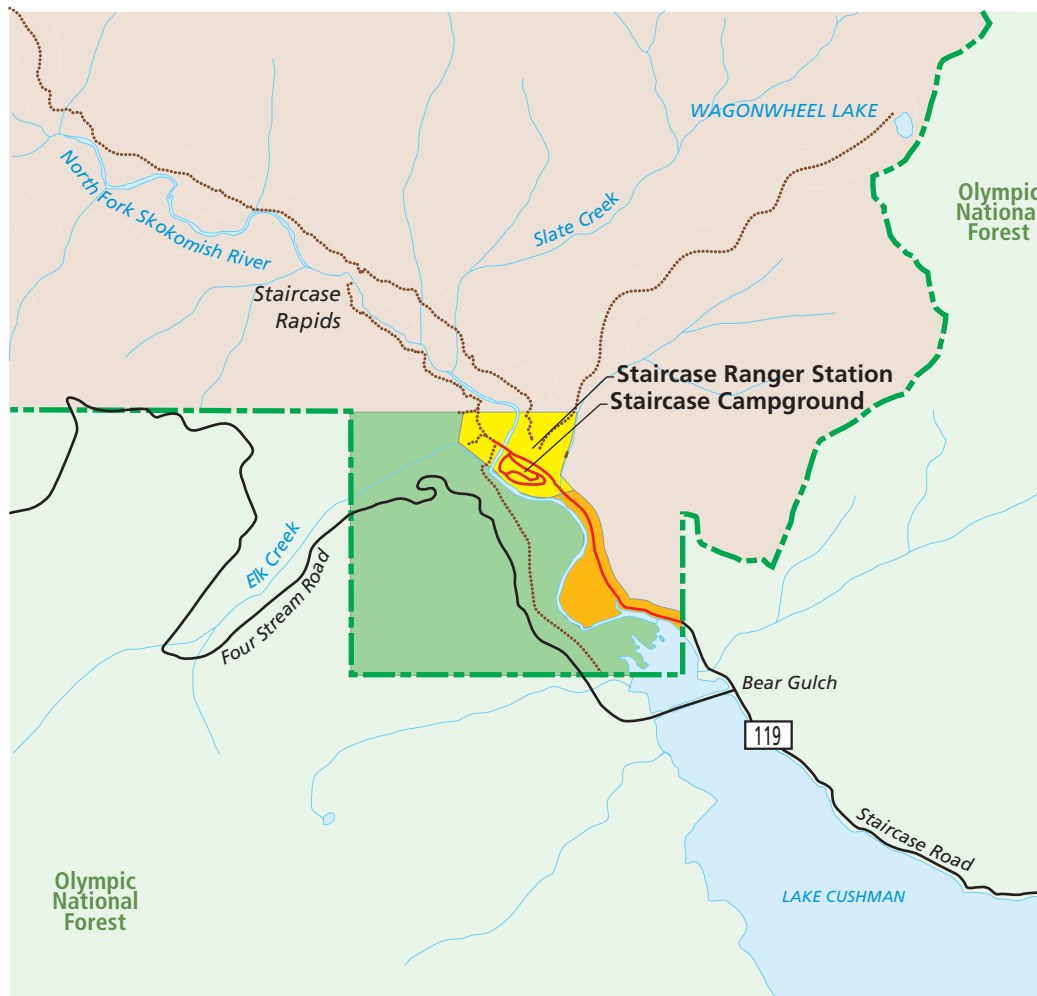 WAGONWHEEL LAKE
North Fork Skokomish River
Slate Creek
Olympic
National
Forest
Staircase
Rapids
Staircase Ranger Station
Staircase Campground
Elk Creek
Four Stream Road
Bear Gulch
119
Staircase Road
Olympic
National
Forest
LAKE CUSHMAN